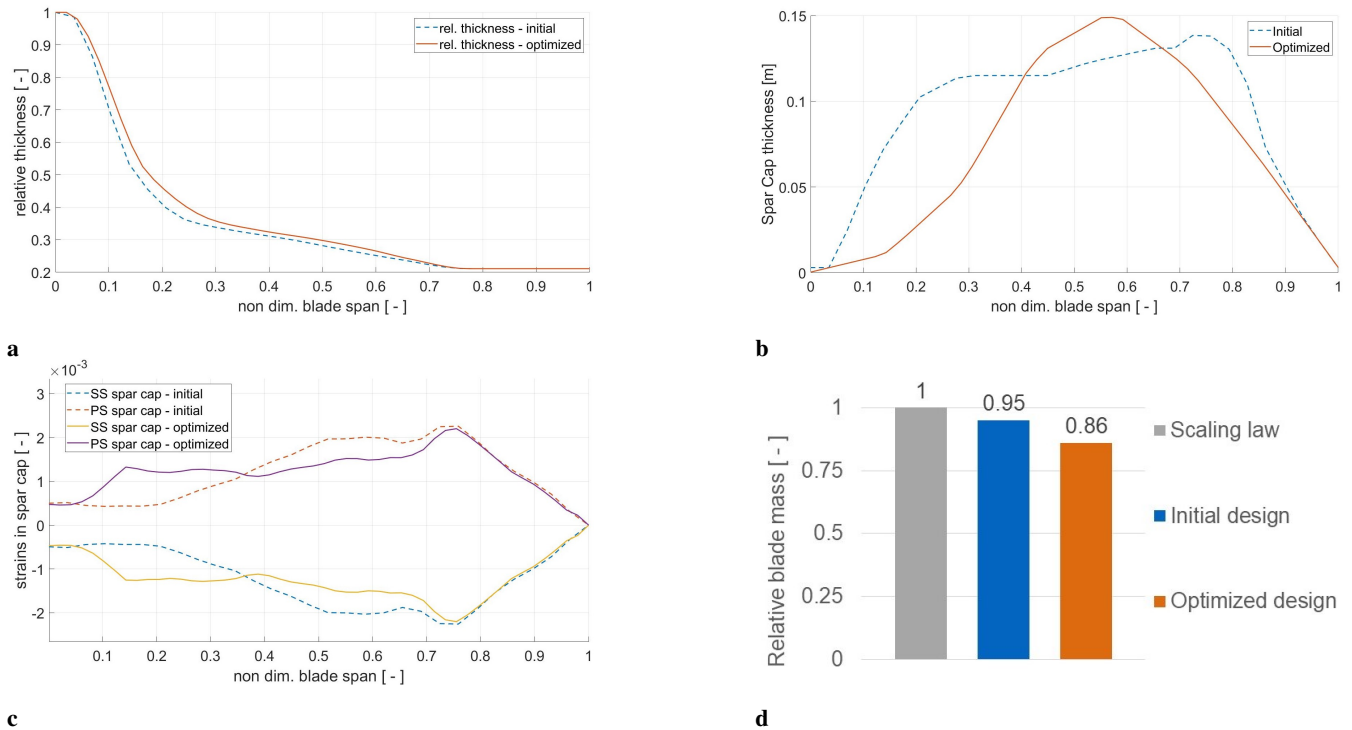 rel. thickness - initial
rel. thickness - optimized
1
0.9
0.8
0.7
0.6
0.5
0.4
0.3
0.2
relative thickness [ - ]
0 0.1 0.2 0.3 0.4 0.5 0.6 0.7 0.8 0.9 1
non dim. blade span [ - ]
a
Initial
Optimized
0.15
0.1
0.05
0
Spar Cap thickness [m]
0 0.1 0.2 0.3 0.4 0.5 0.6 0.7 0.8 0.9 1
non dim. blade span [ - ]
b
×10-3
SS spar cap - initial
PS spar cap - initial
SS spar cap - optimized
PS spar cap - optimized
3
2
1
0
-1
-2
strains in spar cap [ - ]
0.1 0.2 0.3 0.4 0.5 0.6 0.7 0.8 0.9 1
non dim. blade span [ - ]
c
1
0.95
0.86
1
0.75
0.5
0.25
0
Relative blade mass [ - ]
Scaling law
Initial design
Optimized design
d